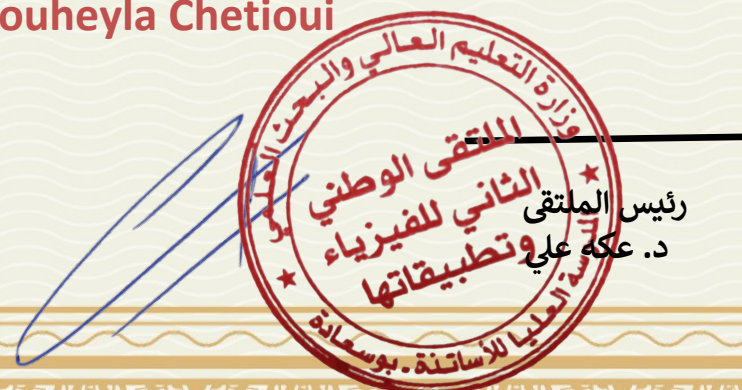 ouheyla Chetioui
وزارة التعليم العالي والبحث العلمي
الملتقى الوطني
الثاني للفيزياء
وتطبيقاتها
المدرسة العليا للأساتذة - بوسعادة
رئيس الملتقى
د. عكه علي